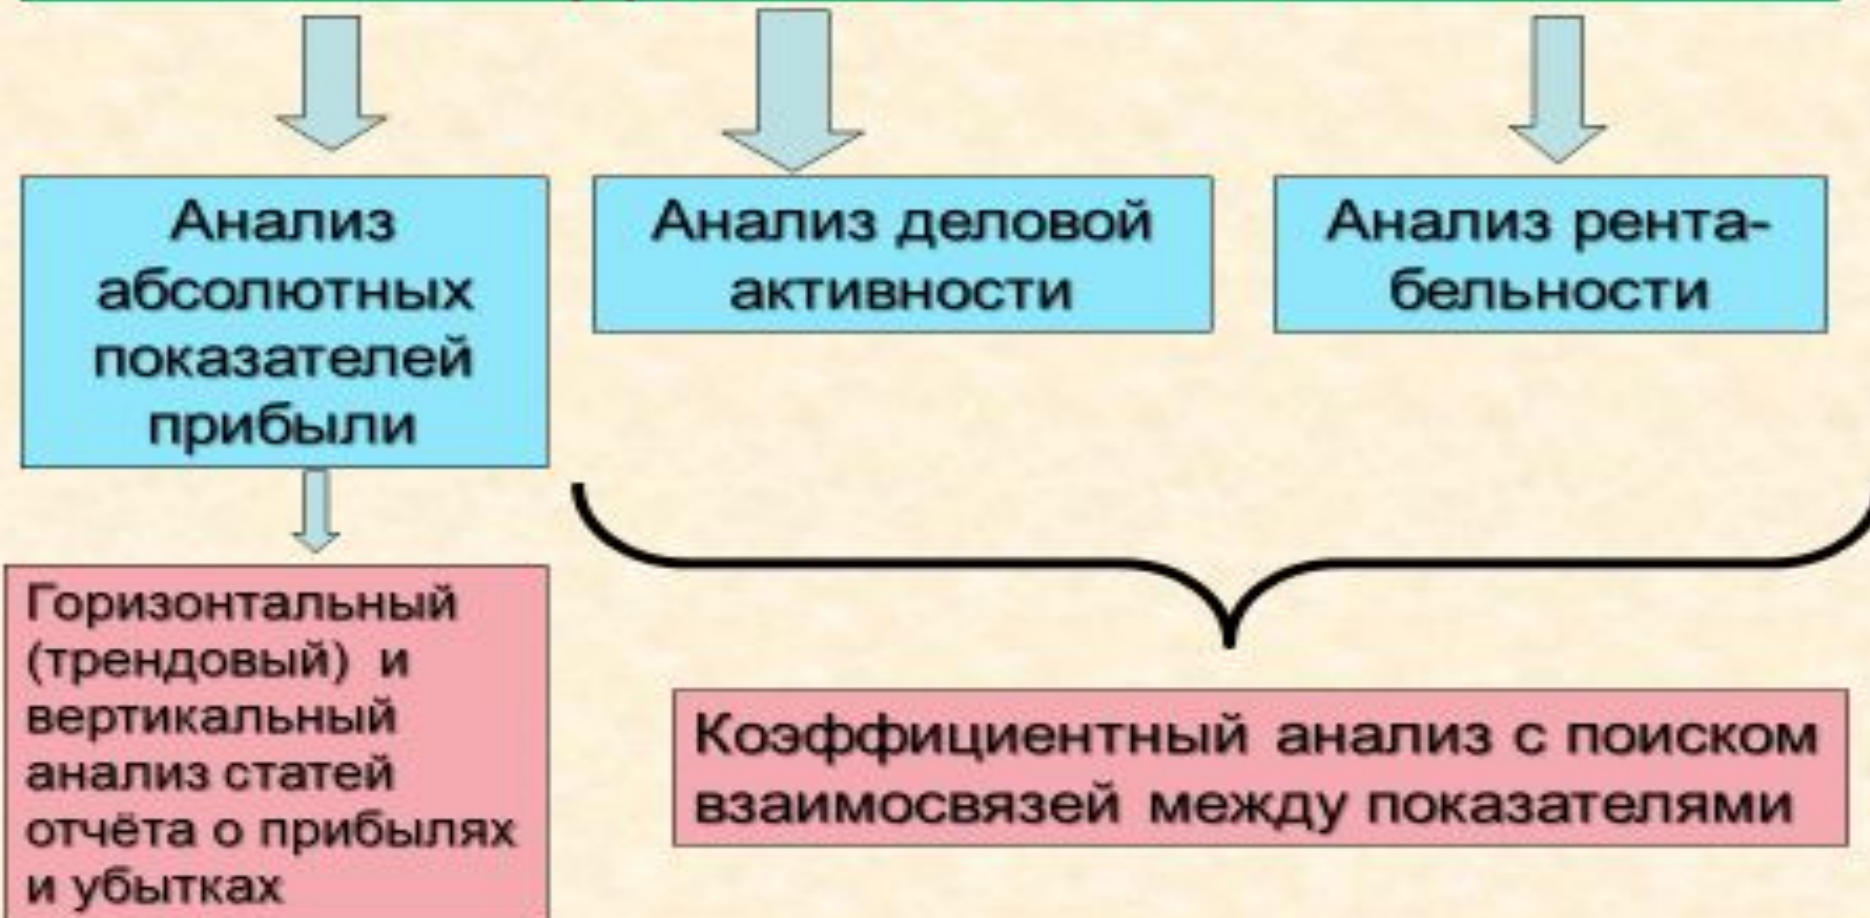 Анализ
абсолютных
показателей
прибыли
Анализ деловой
активности
Анализ рента-
бельности
Горизонтальный
(трендовый) и
вертикальный
анализ статей
отчёта о прибылях
и убытках
Коэффициентный анализ с поиском
взаимосвязей между показателями